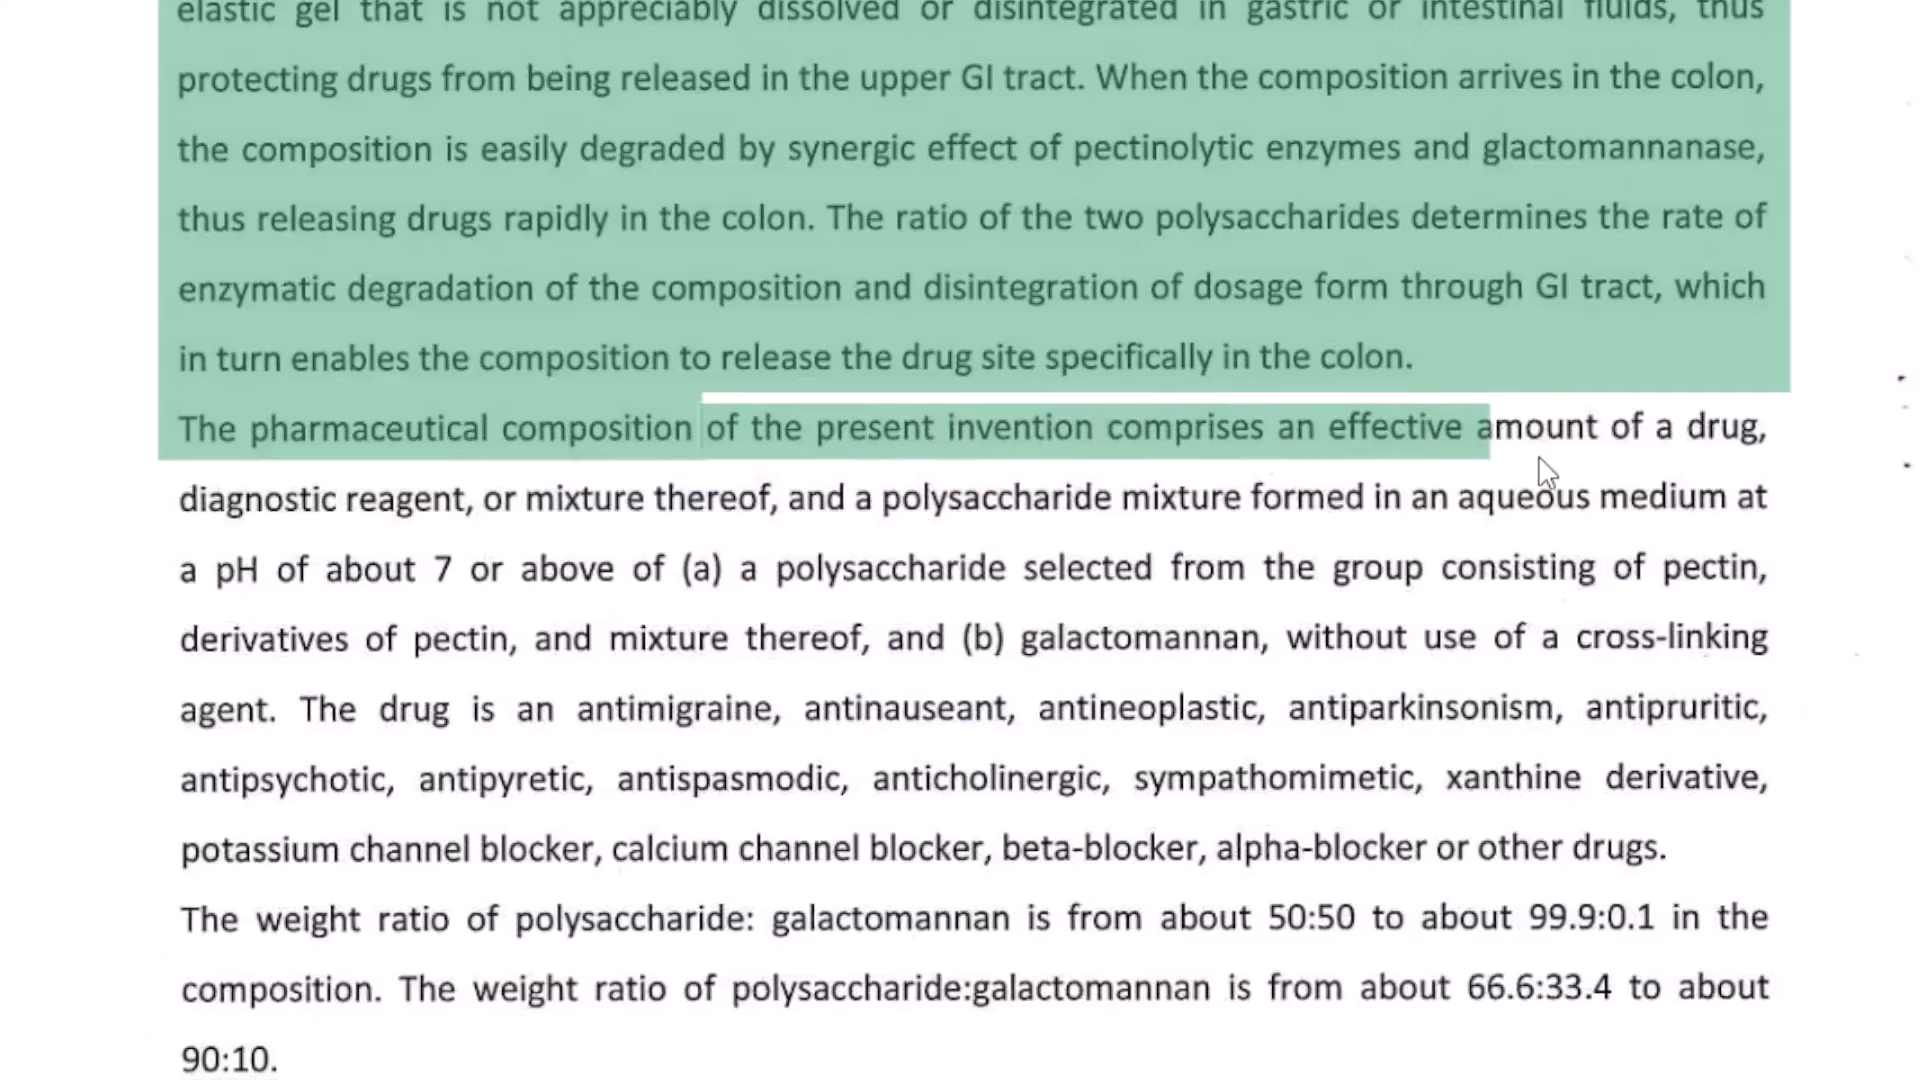 elastic gel that is not appreciably dissolved or disintegrated in gastric or intestinal fluids, thus
protecting drugs from being released in the upper GI tract. When the composition arrives in the colon,
the composition is easily degraded by synergic effect of pectinolytic enzymes and glactomannanase,
thus releasing drugs rapidly in the colon. The ratio of the two polysaccharides determines the rate of
enzymatic degradation of the composition and disintegration of dosage form through GI tract, which
in turn enables the composition to release the drug site specifically in the colon.
The pharmaceutical composition of the present invention comprises an effective amount of a drug,
diagnostic reagent, or mixture thereof, and a polysaccharide mixture formed in an aqueous medium at
a pH of about 7 or above of (a) a polysaccharide selected from the group consisting of pectin,
derivatives of pectin, and mixture thereof, and (b) galactomannan, without use of a cross-linking
agent. The drug is an antimigraine, antinauseant, antineoplastic, antiparkinsonism, antipruritic,
antipsychotic, antipyretic, antispasmodic, anticholinergic, sympathomimetic, xanthine derivative,
potassium channel blocker, calcium channel blocker, beta-blocker, alpha-blocker or other drugs.
The weight ratio of polysaccharide: galactomannan is from about 50:50 to about 99.9:0.1 in the
composition. The weight ratio of polysaccharide:galactomannan is from about 66.6:33.4 to about
90:10.